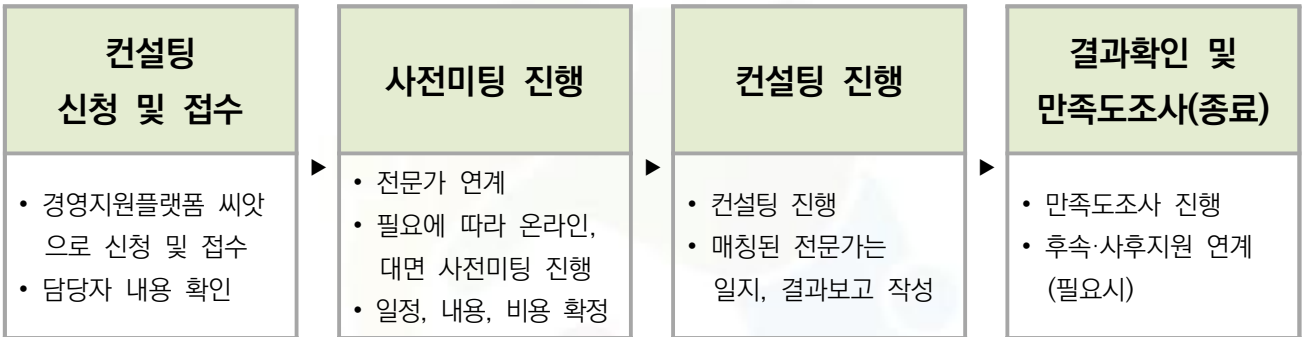 컨설팅
신청 및 접수
• 경영지원플랫폼 씨앗
으로 신청 및 접수
• 담당자 내용 확인
▶
사전미팅 진행
• 전문가 연계
• 필요에 따라 온라인,
대면 사전미팅 진행
• 일정, 내용, 비용 확정
▶
컨설팅 진행
• 컨설팅 진행
• 매칭된 전문가는
일지, 결과보고 작성
▶
결과확인 및
만족도조사(종료)
• 만족도조사 진행
• 후속·사후지원 연계
(필요시)